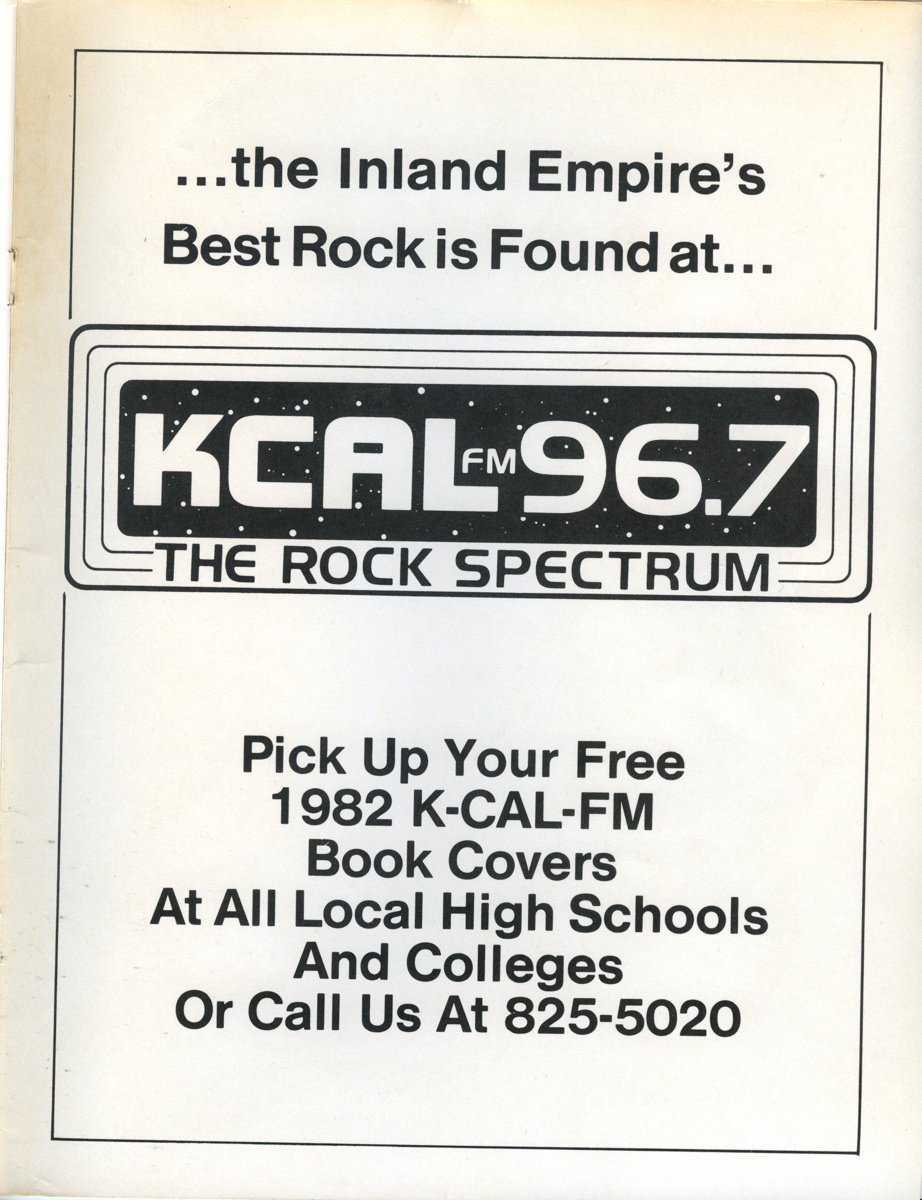 ...the Inland Empire's
Best Rock is Found at...
KCAL FM 96.7
THE ROCK SPECTRUM
Pick Up Your Free
1982 K-CAL-FM
Book Covers
At All Local High Schools
And Colleges
Or Call Us At 825-5020